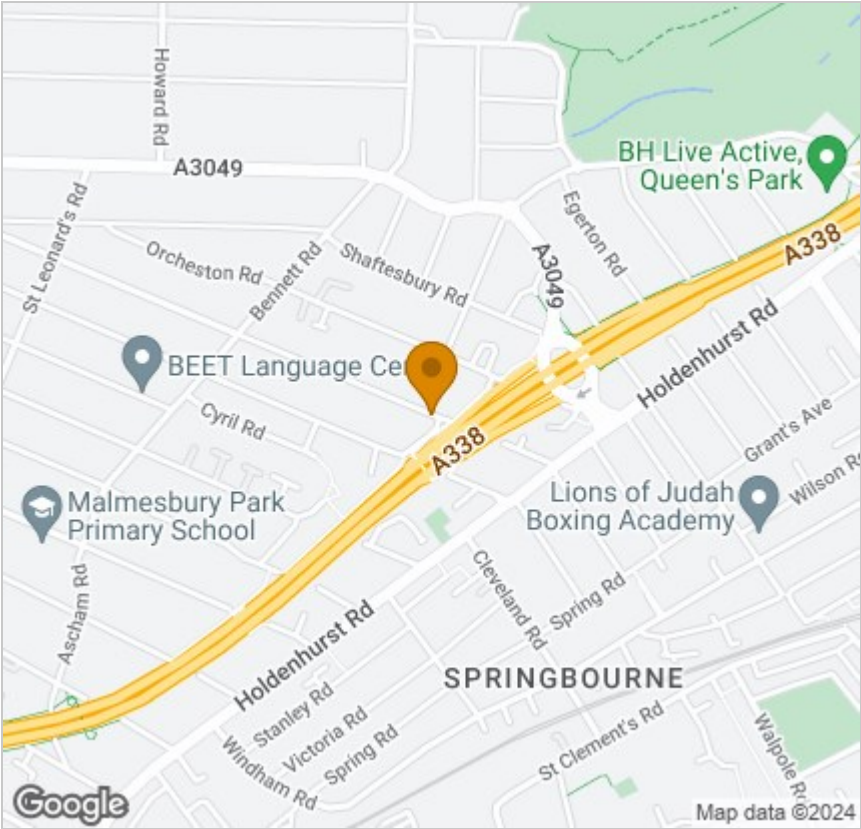 Howard Rd
A3049
BH Live Active,
Queen's Park
St Leonard's Rd
Egerton Rd
A338
Orcheston Rd
Bennett Rd
Shaftesbury Rd
A3049
BEET Language Ce
Holdenhurst Rd
Cyril Rd
A338
Grant's Ave
Malmesbury Park
Primary School
Lions of Judah
Boxing Academy
Wilson Rd
Ascham Rd
Cleveland Rd
Spring Rd
Holdenhurst Rd
SPRINGBOURNE
Stanley Rd
Victoria Rd
Spring Rd
Windham Rd
St Clement's Rd
Walpole Rd
Google
Map data ©2024